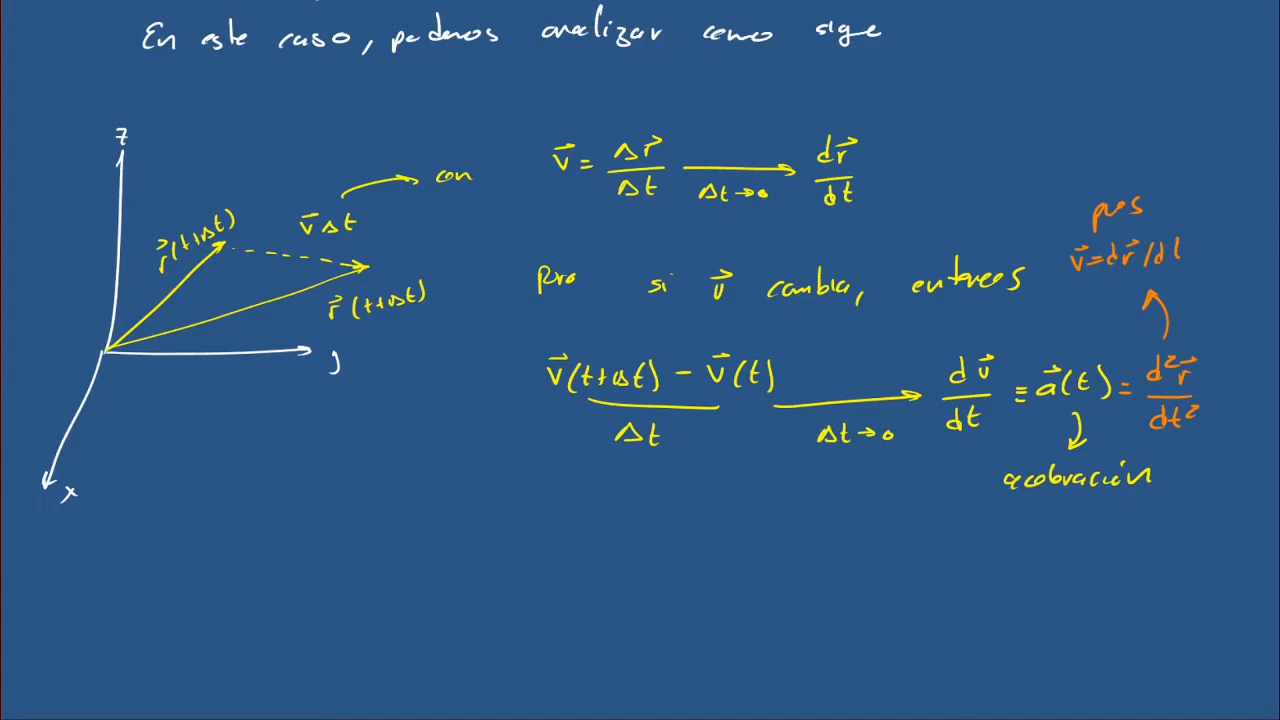 En este caso, podemos analizar como sigue
z
r⃗(t+Δt)
v⃗Δt
con
r⃗(t+Δt)
y
x
v⃗ = Δr⃗/Δt → Δt→0 dr⃗/dt
pero si v⃗ cambia, entonces
(v⃗(t+Δt) − v⃗(t))/Δt → Δt→0 dv⃗/dt ≡ a⃗(t) = d²r⃗/dt²
pues
v⃗=dr⃗/dt
aceleración